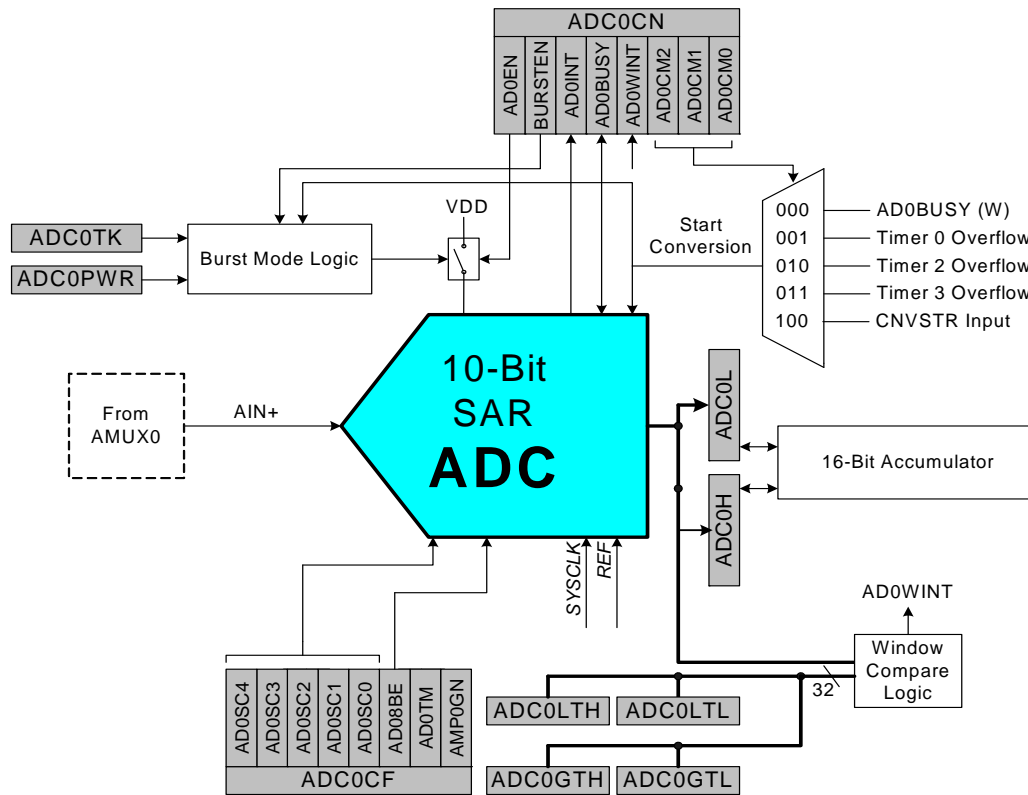 ADC0CN
AD0EN
BURSTEN
AD0INT
AD0BUSY
AD0WINT
AD0CM2
AD0CM1
AD0CM0
VDD
Start
Conversion
000
001
010
011
100
AD0BUSY (W)
Timer 0 Overflow
Timer 2 Overflow
Timer 3 Overflow
CNVSTR Input
ADC0TK
ADC0PWR
Burst Mode Logic
From
AMUX0
AIN+
10-Bit
SAR
ADC
ADC0L
ADC0H
16-Bit Accumulator
SYSCLK
REF
AD0WINT
Window
Compare
Logic
32
AD0SC4
AD0SC3
AD0SC2
AD0SC1
AD0SC0
AD08BE
AD0TM
AMP0GN
ADC0CF
ADC0LTH
ADC0LTL
ADC0GTH
ADC0GTL